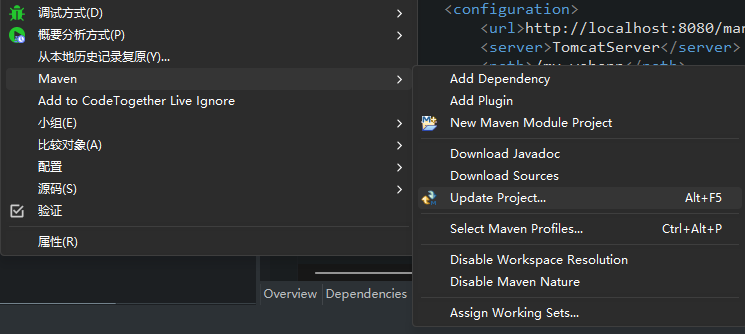 调试方式(D)
概要分析方式(P)
从本地历史记录复原(Y)...
Maven
Add to CodeTogether Live Ignore
小组(E)
比较对象(A)
配置
源码(S)
验证
属性(R)
<configuration>
<url>http://localhost:8080/man
<server>TomcatServer</server>
Add Dependency
Add Plugin
New Maven Module Project
Download Javadoc
Download Sources
Update Project... Alt+F5
Select Maven Profiles... Ctrl+Alt+P
Disable Workspace Resolution
Disable Maven Nature
Assign Working Sets...
Overview Dependencies